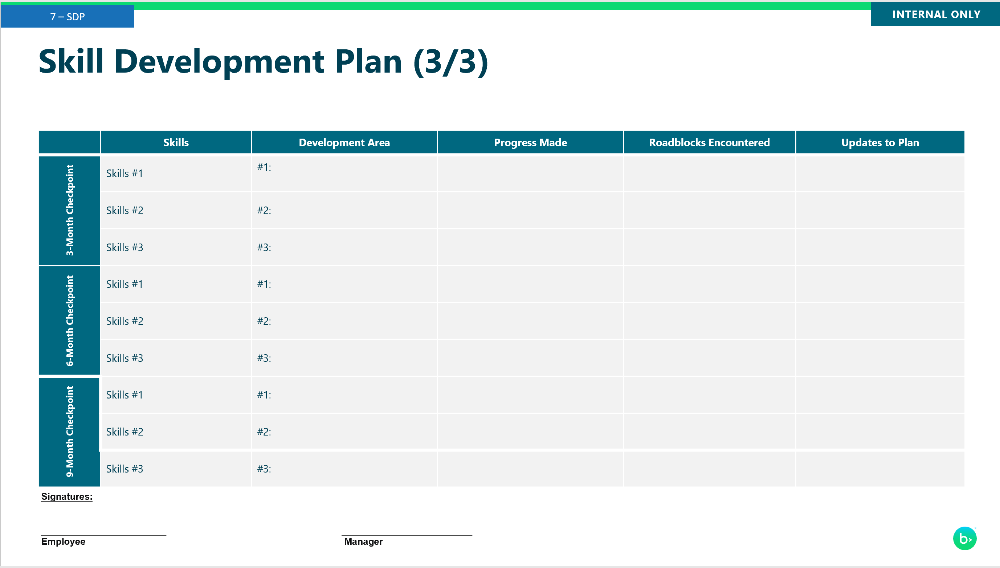 7 – SDP
INTERNAL ONLY
Skill Development Plan (3/3)
Skills
Development Area
Progress Made
Roadblocks Encountered
Updates to Plan
3-Month Checkpoint
Skills #1
#1:
Skills #2
#2:
Skills #3
#3:
6-Month Checkpoint
Skills #1
#1:
Skills #2
#2:
Skills #3
#3:
9-Month Checkpoint
Skills #1
#1:
Skills #2
#2:
Skills #3
#3:
Signatures:
Employee
Manager
b